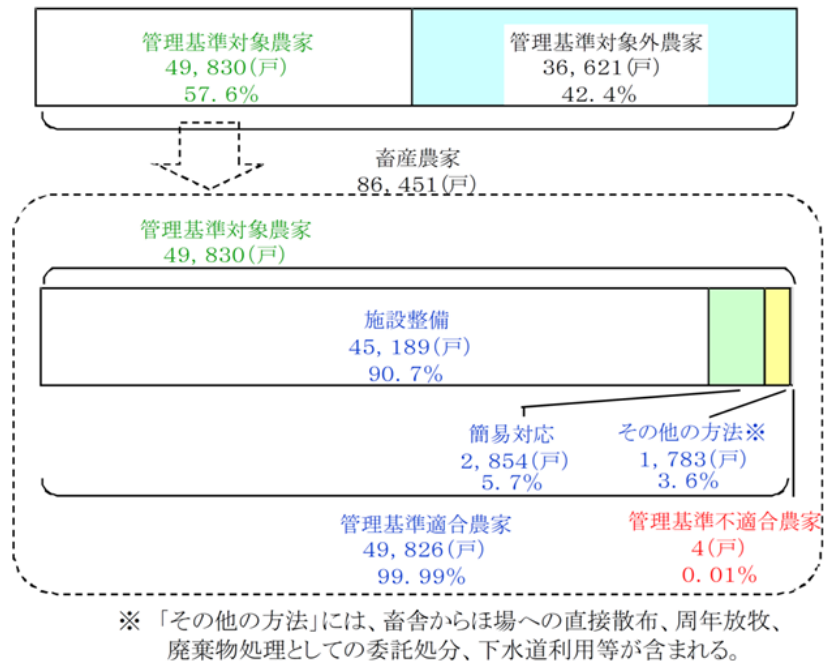 管理基準対象農家
49,830(戸)
57.6%
管理基準対象外農家
36,621(戸)
42.4%
畜産農家
86,451(戸)
管理基準対象農家
49,830(戸)
施設整備
45,189(戸)
90.7%
簡易対応
2,854(戸)
5.7%
その他の方法※
1,783(戸)
3.6%
管理基準適合農家
49,826(戸)
99.99%
管理基準不適合農家
4(戸)
0.01%
※ 「その他の方法」には、畜舎からほ場への直接散布、周年放牧、
廃棄物処理としての委託処分、下水道利用等が含まれる。